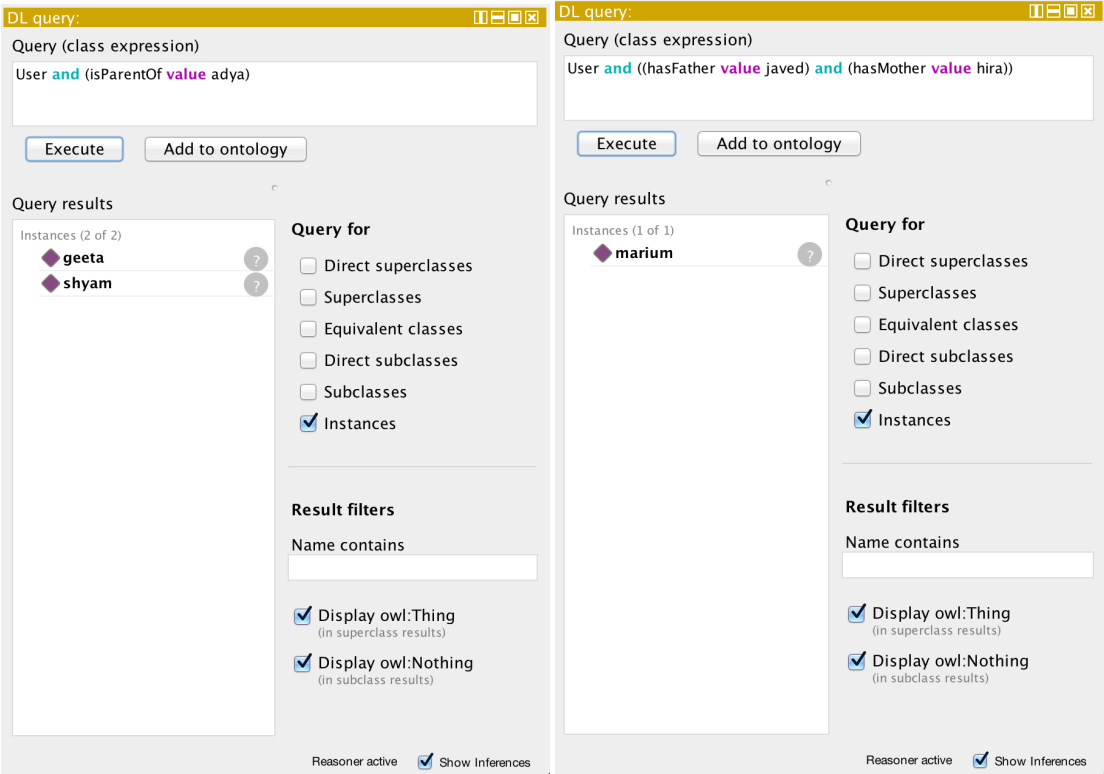 DL query:
Query (class expression)
User and (isParentOf value adya)
Execute
Add to ontology
Query results
Instances (2 of 2)
geeta
?
shyam
?
Query for
Direct superclasses
Superclasses
Equivalent classes
Direct subclasses
Subclasses
Instances
Result filters
Name contains
Display owl:Thing
(in superclass results)
Display owl:Nothing
(in subclass results)
Reasoner active
Show Inferences
DL query:
Query (class expression)
User and ((hasFather value javed) and (hasMother value hira))
Execute
Add to ontology
Query results
Instances (1 of 1)
marium
?
Query for
Direct superclasses
Superclasses
Equivalent classes
Direct subclasses
Subclasses
Instances
Result filters
Name contains
Display owl:Thing
(in superclass results)
Display owl:Nothing
(in subclass results)
Reasoner active
Show Inferences